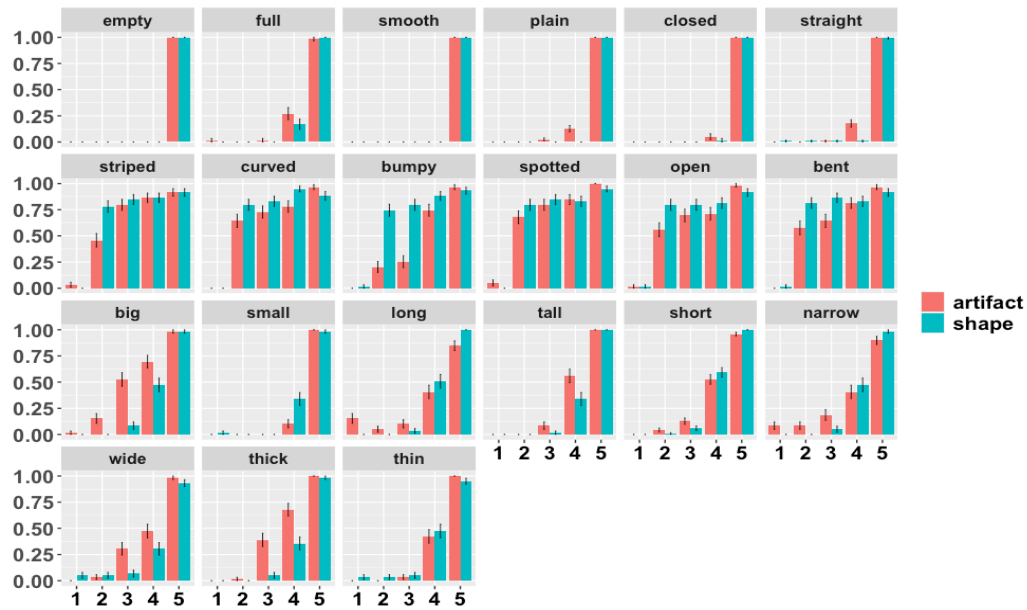 empty full smooth plain closed straight
1.00
0.75
0.50
0.25
0.00
striped curved bumpy spotted open bent
1.00
0.75
0.50
0.25
0.00
artifact
shape
big small long tall short narrow
1.00
0.75
0.50
0.25
0.00
1 2 3 4 5 1 2 3 4 5 1 2 3 4 5
wide thick thin
1.00
0.75
0.50
0.25
0.00
1 2 3 4 5 1 2 3 4 5 1 2 3 4 5